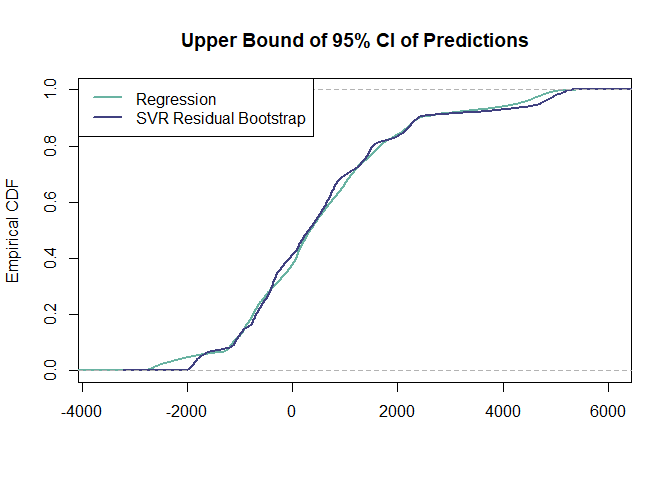 Upper Bound of 95% CI of Predictions
Regression
SVR Residual Bootstrap
Empirical CDF
1.0
0.8
0.6
0.4
0.2
0.0
-4000 -2000 0 2000 4000 6000